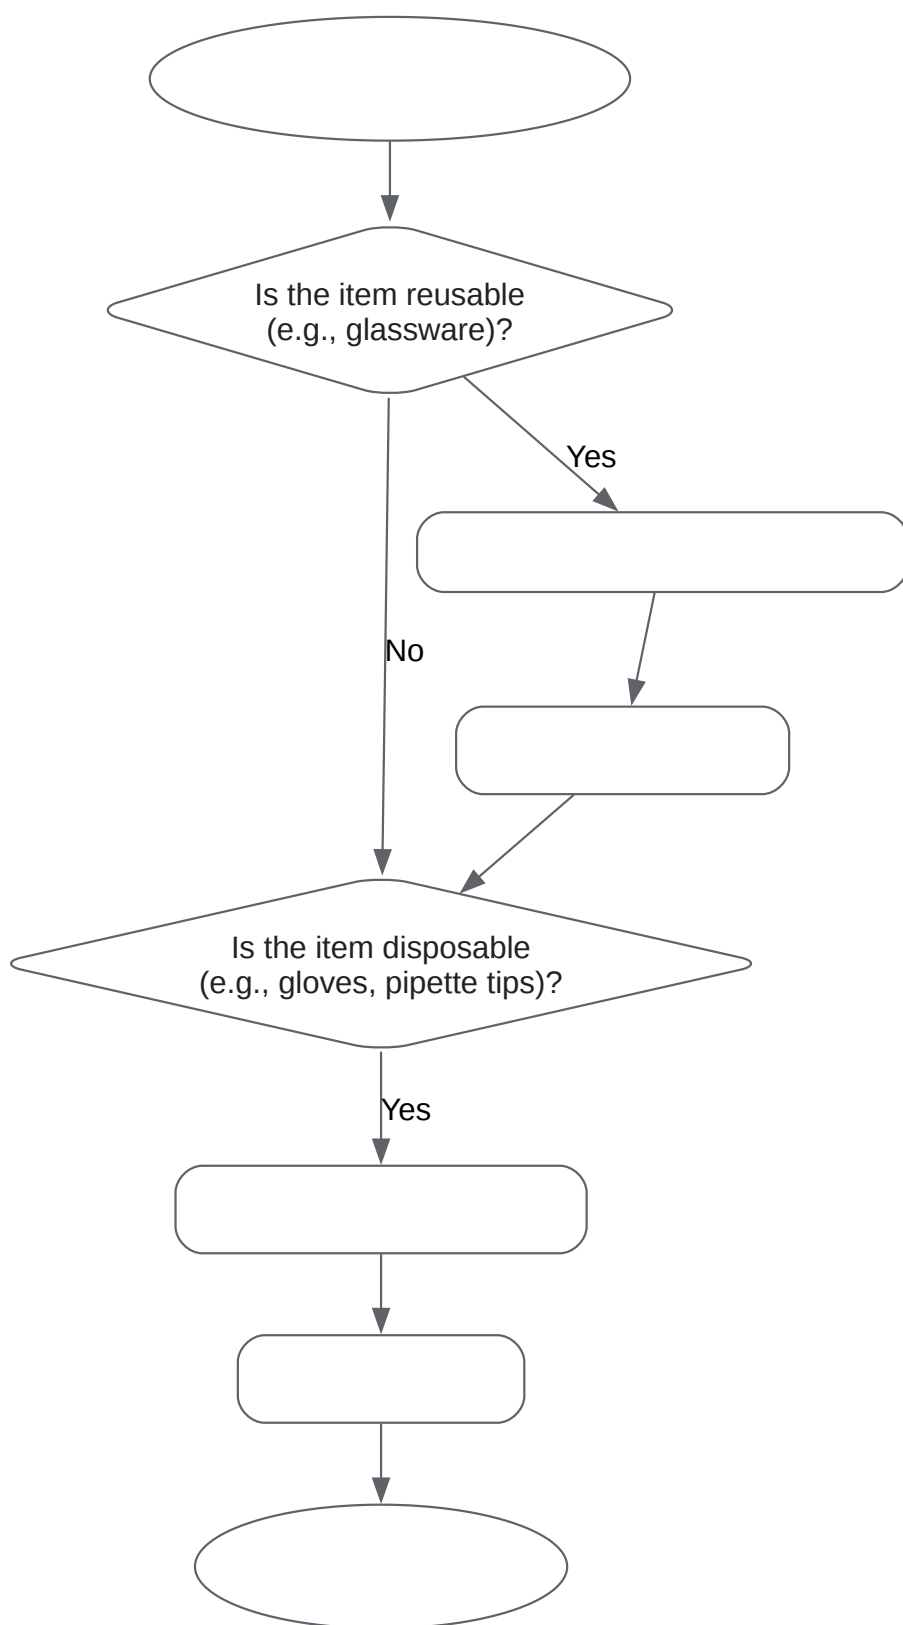 Is the item reusable
(e.g., glassware)?
Yes
No
Is the item disposable
(e.g., gloves, pipette tips)?
Yes